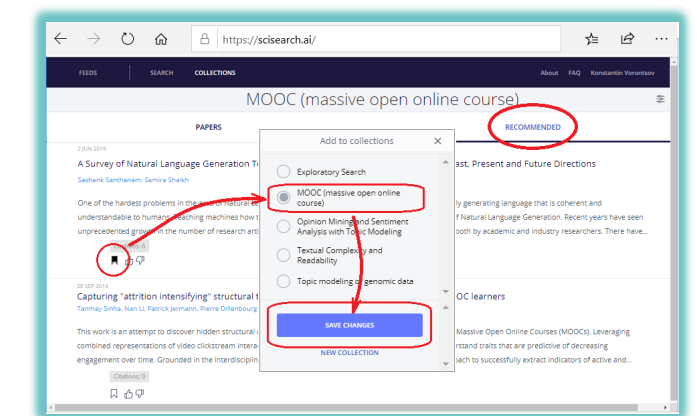 https://scisearch.ai/
FEEDS SEARCH COLLECTIONS About FAQ Konstantin Vorontsov
MOOC (massive open online course)
PAPERS RECOMMENDED
2 JUN 2019
A Survey of Natural Language Generation ast, Present and Future Directions
Sashank Santhanam, Samira Shaikh
One of the hardest problems in the area of Natural ly generating language that is coherent and
understandable to humans. Teaching machines how f Natural Language Generation. Recent years have seen
unprecedented growth in the number of research arti both by academic and industry researchers. There have...
Citations: 6
20 SEP 2014
Capturing "attrition intensifying" structural t OC learners
Tanmay Sinha, Nan Li, Patrick Jermann, Pierre Dillenbourg
This work is an attempt to discover hidden structural Massive Open Online Courses (MOOCs). Leveraging
combined representations of video clickstream intera rstand traits that are predictive of decreasing
engagement over time. Grounded in the interdisciplin oach to successfully extract indicators of active and...
Citations: 0
Add to collections
Exploratory Search
MOOC (massive open online
course)
Opinion Mining and Sentiment
Analysis with Topic Modeling
Textual Complexity and
Readability
Topic modeling of genomic data
SAVE CHANGES
NEW COLLECTION